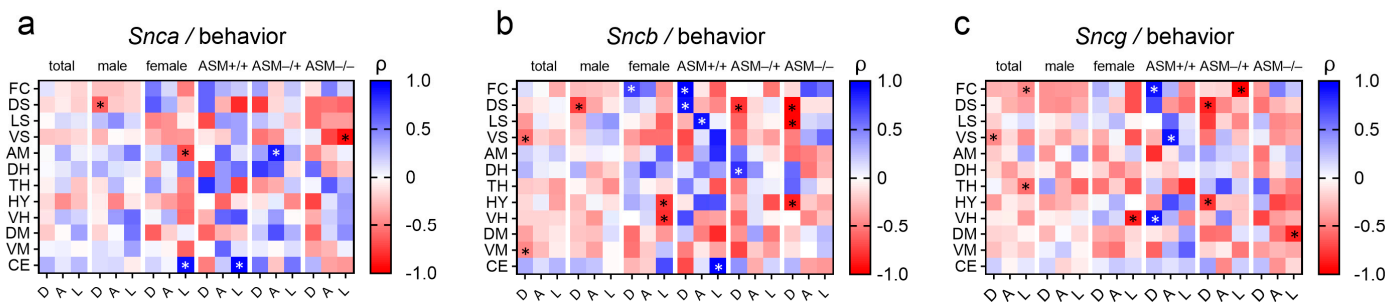 a
Snca / behavior
total male female ASM+/+ ASM–/+ ASM–/– ρ
FC
DS
LS
VS
AM
DH
TH
HY
VH
DM
VM
CE
D A L D A L D A L D A L D A L D A L
1.0
0.5
0
-0.5
-1.0
* * * * * *
b
Sncb / behavior
total male female ASM+/+ ASM–/+ ASM–/– ρ
FC
DS
LS
VS
AM
DH
TH
HY
VH
DM
VM
CE
D A L D A L D A L D A L D A L D A L
1.0
0.5
0
-0.5
-1.0
* * * * * * * * * * * * * * * *
c
Sncg / behavior
total male female ASM+/+ ASM–/+ ASM–/– ρ
FC
DS
LS
VS
AM
DH
TH
HY
VH
DM
VM
CE
D A L D A L D A L D A L D A L D A L
1.0
0.5
0
-0.5
-1.0
* * * * * * * * * * *